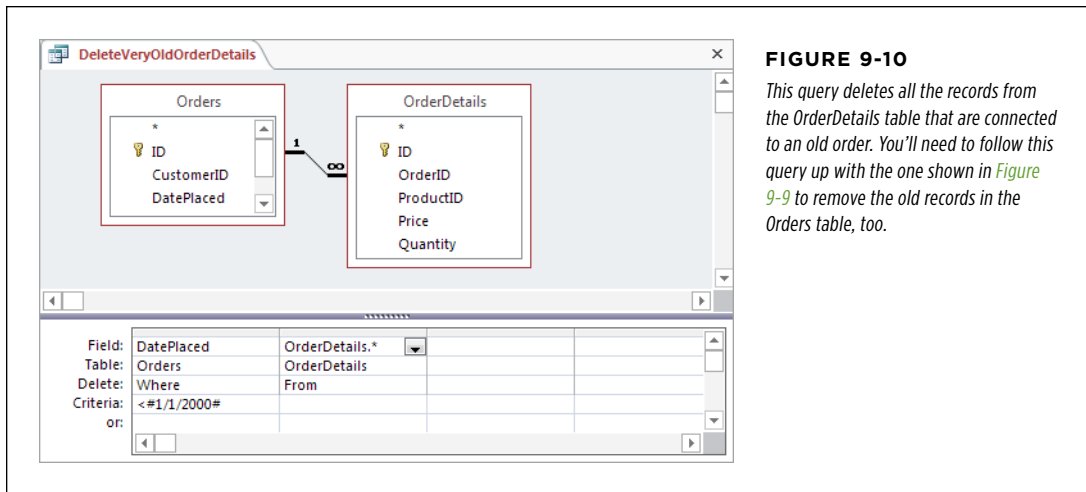 DeleteVeryOldOrderDetails
Orders
*
ID
CustomerID
DatePlaced
1
∞
OrderDetails
*
ID
OrderID
ProductID
Price
Quantity
Field: DatePlaced OrderDetails.*
Table: Orders OrderDetails
Delete: Where From
Criteria: <#1/1/2000#
or:
FIGURE 9-10
This query deletes all the records from
the OrderDetails table that are connected
to an old order. You’ll need to follow this
query up with the one shown in Figure
9-9 to remove the old records in the
Orders table, too.